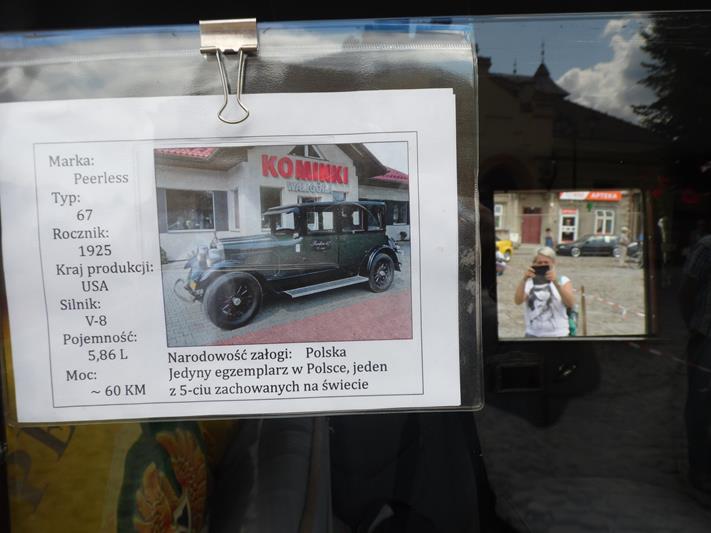 Marka:
Peerless
Typ:
67
Rocznik:
1925
Kraj produkcji:
USA
Silnik:
V-8
Pojemność:
5,86 L
Moc:
~ 60 KM
KOMINKI
Narodowość załogi: Polska
Jedyny egzemplarz w Polsce, jeden
z 5-ciu zachowanych na świecie
APTEKA